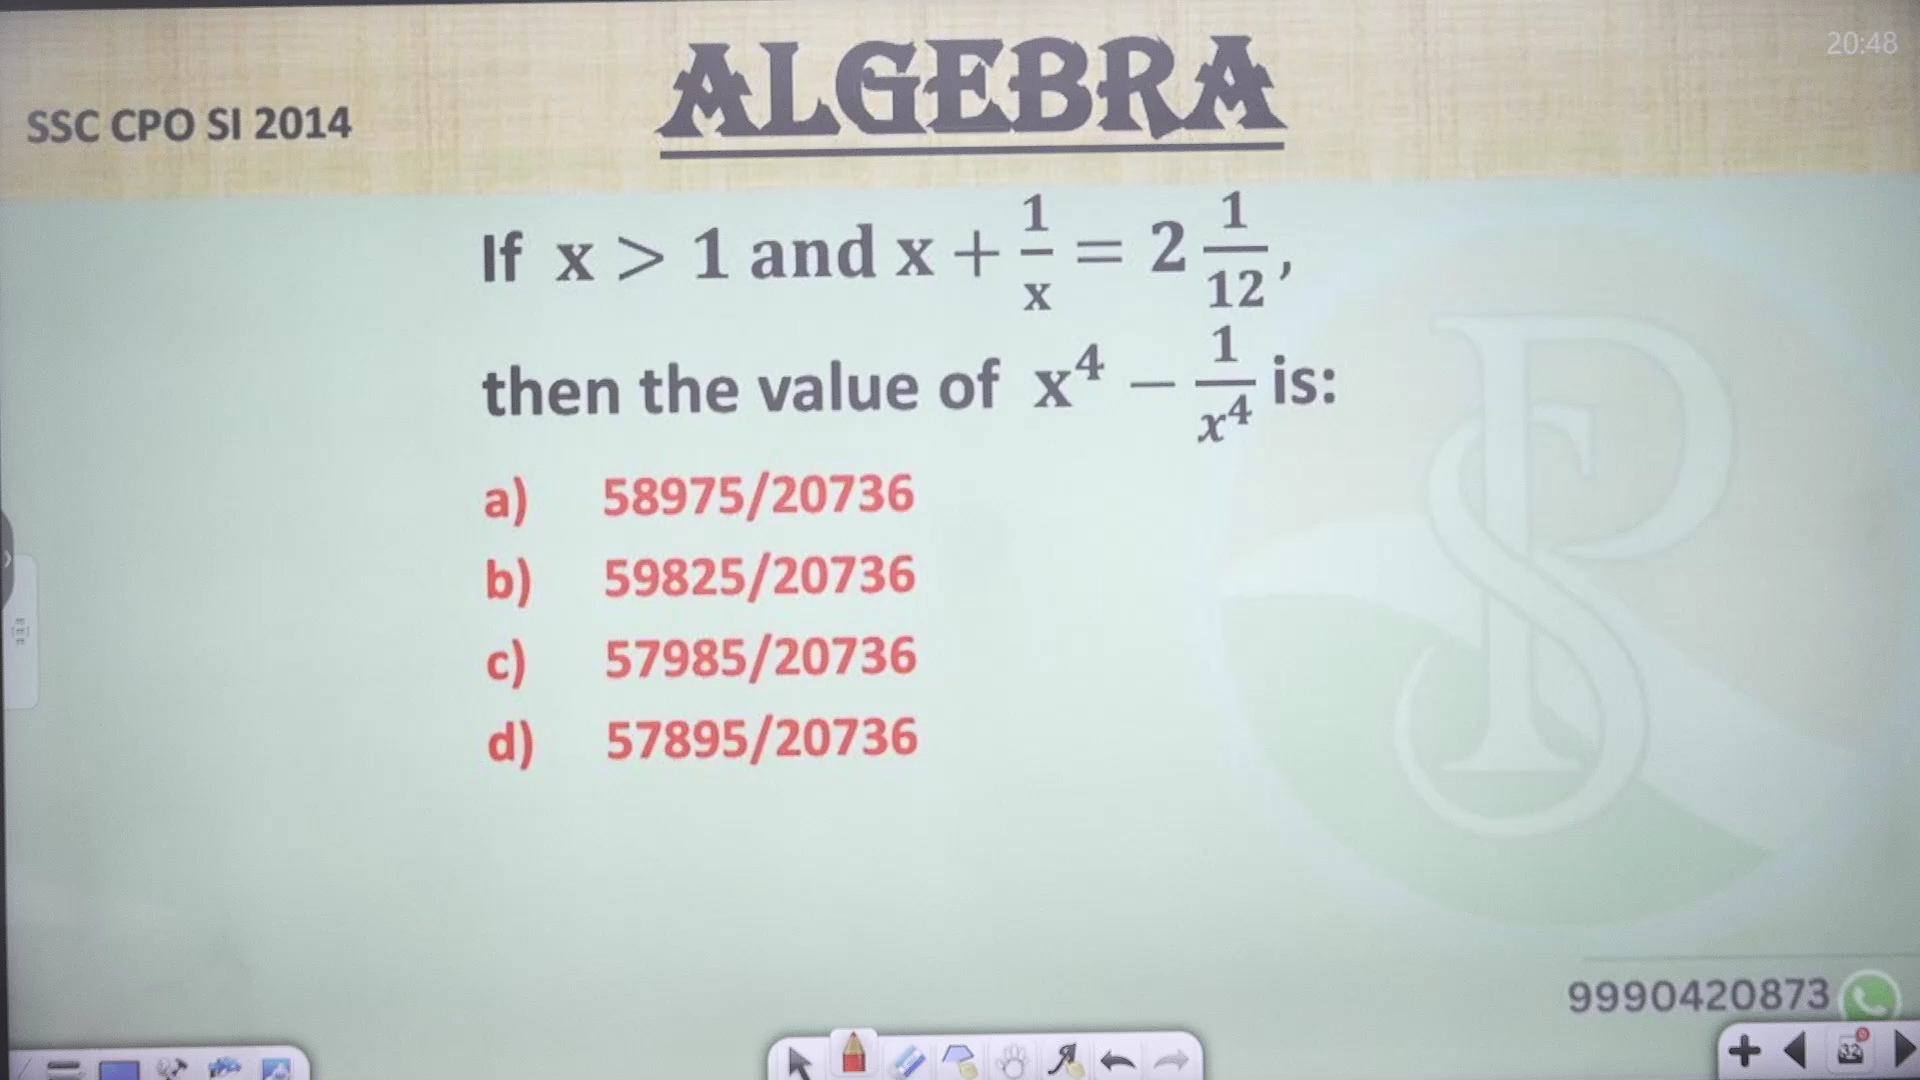 20:48
ALGEBRA
SSC CPO SI 2014
If x > 1 and x + 1/x = 2 1/12,
then the value of x⁴ − 1/x⁴ is:
a) 58975/20736
b) 59825/20736
c) 57985/20736
d) 57895/20736
9990420873
32